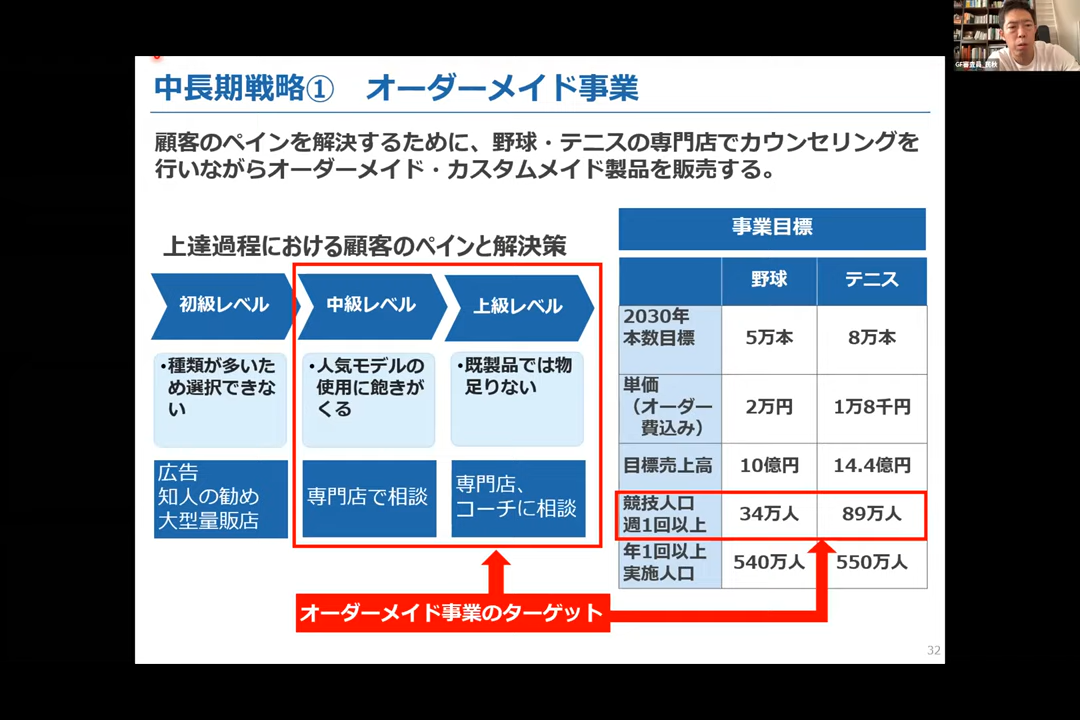 中長期戦略① オーダーメイド事業
顧客のペインを解決するために、野球・テニスの専門店でカウンセリングを
行いながらオーダーメイド・カスタムメイド製品を販売する。
上達過程における顧客のペインと解決策
初級レベル
中級レベル
上級レベル
・種類が多いた
め選択できな
い
・人気モデルの
使用に飽きが
くる
・既製品では物
足りない
広告
知人の勧め
大型量販店
専門店で相談
専門店、
コーチに相談
オーダーメイド事業のターゲット
事業目標
野球 テニス
2030年
本数目標
5万本 8万本
単価
（オーダー
費込み）
2万円 1万8千円
目標売上高 10億円 14.4億円
競技人口
週1回以上
34万人 89万人
年1回以上
実施人口
540万人 550万人
32